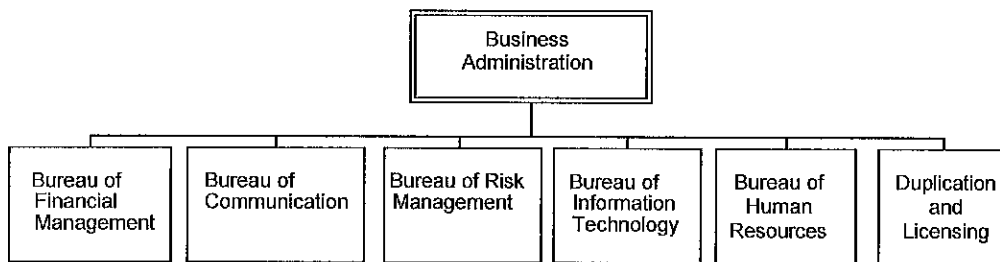 Business
Administration
Bureau of
Financial
Management
Bureau of
Communication
Bureau of Risk
Management
Bureau of
Information
Technology
Bureau of
Human
Resources
Duplication
and
Licensing